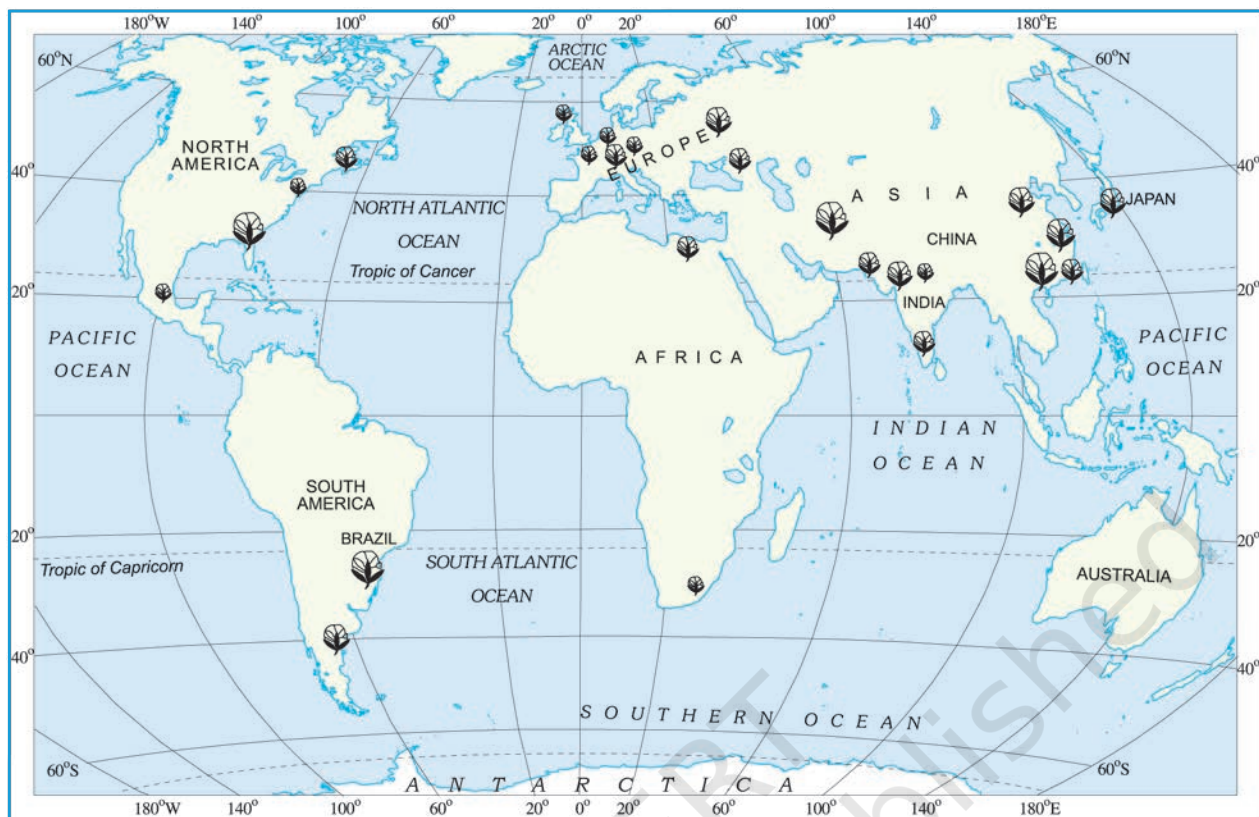 180°W 140° 100° 60° 20° 0° 20° 60° 100° 140° 180°E
60°N
ARCTIC
OCEAN
60°N
NORTH
AMERICA
EUROPE
40°
40°
ASIA
JAPAN
NORTH ATLANTIC
OCEAN
CHINA
Tropic of Cancer
20°
INDIA
20°
PACIFIC
OCEAN
AFRICA
PACIFIC
OCEAN
INDIAN
OCEAN
SOUTH
AMERICA
BRAZIL
20°
20°
Tropic of Capricorn
SOUTH ATLANTIC
OCEAN
AUSTRALIA
40°
40°
SOUTHERN OCEAN
60°S
60°S
ANTARCTICA
180°W 140° 100° 60° 20° 0° 20° 60° 100° 140° 180°E